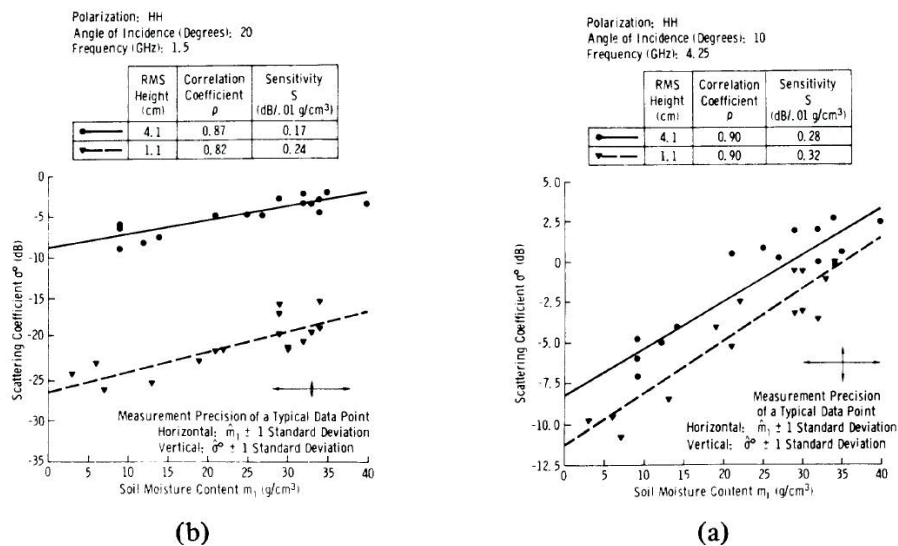 Polarization: HH
Angle of Incidence (Degrees): 20
Frequency (GHz): 1.5
RMS Height (cm) Correlation Coefficient ρ Sensitivity S (dB/.01 g/cm³)
4.1 0.87 0.17
1.1 0.82 0.24
Scattering Coefficient σ° (dB)
0
-5
-10
-15
-20
-25
-30
-35
Measurement Precision of a Typical Data Point
Horizontal: m̂₁ ± 1 Standard Deviation
Vertical: σ̂° ± 1 Standard Deviation
0 5 10 15 20 25 30 35 40
Soil Moisture Content m₁ (g/cm³)
(b)
Polarization: HH
Angle of Incidence (Degrees): 10
Frequency (GHz): 4.25
RMS Height (cm) Correlation Coefficient ρ Sensitivity S (dB/.01 g/cm³)
4.1 0.90 0.28
1.1 0.90 0.32
Scattering Coefficient σ° (dB)
5.0
2.5
0
-2.5
-5.0
-7.5
-10.0
-12.5
Measurement Precision
of a Typical Data Point
Horizontal: m̂₁ ± 1 Standard Deviation
Vertical: σ̂° ± 1 Standard Deviation
0 5 10 15 20 25 30 35 40
Soil Moisture Content m₁ (g/cm³)
(a)